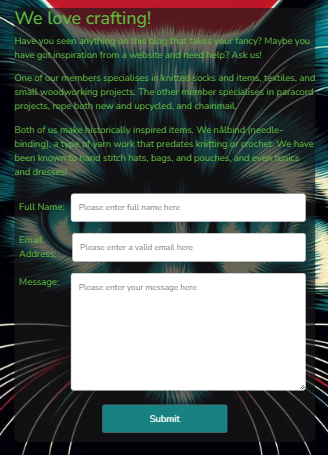 We love crafting!
Have you seen anything on this blog that takes your fancy? Maybe you
have got inspiration from a website and need help? Ask us!
One of our members specialises in knitted socks and items, textiles, and
small woodworking projects. The other member specialises in paracord
projects, rope both new and upcycled, and chainmail.
Both of us make historically inspired items. We nålbind (needle-
binding), a type of yarn work that predates knitting or crochet. We have
been known to hand stitch hats, bags, and pouches, and even tunics
and dresses!
Full Name: Please enter full name here
Email
Address: Please enter a valid email here
Message: Please enter your message here
Submit